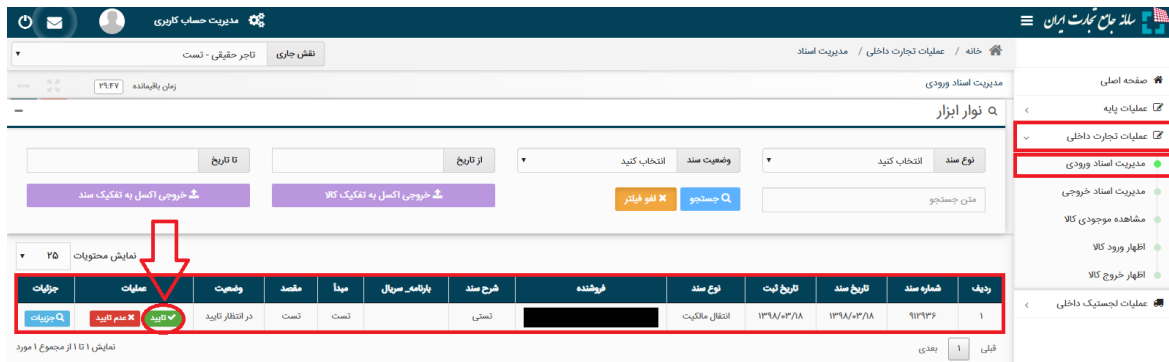 سامانه جامع تجارت ایران
مدیریت حساب کاربری
خانه / عملیات تجارت داخلی / مدیریت اسناد
نقش جاری
تاجر حقیقی - تست
صفحه اصلی
عملیات پایه
عملیات تجارت داخلی
مدیریت اسناد ورودی
مدیریت اسناد خروجی
مشاهده موجودی کالا
اظهار ورود کالا
اظهار خروج کالا
عملیات لجستیک داخلی
مدیریت اسناد ورودی
زمان باقیمانده ۲۹:۴۷
نوار ابزار
نوع سند انتخاب کنید وضعیت سند انتخاب کنید از تاریخ تا تاریخ
متن جستجو جستجو لغو فیلتر خروجی اکسل به تفکیک کالا خروجی اکسل به تفکیک سند
نمایش محتویات ۲۵
ردیف شماره سند تاریخ سند تاریخ ثبت نوع سند فروشنده شرح سند بارنامه_سریال مبدأ مقصد وضعیت عملیات جزئیات
۱ ۹۱۲۹۳۶ ۱۳۹۸/۰۳/۱۸ ۱۳۹۸/۰۳/۱۸ انتقال مالکیت تستی تست تست در انتظار تایید تایید عدم تایید جزییات
قبلی ۱ بعدی
نمایش ۱ تا ۱ از مجموع ۱ مورد